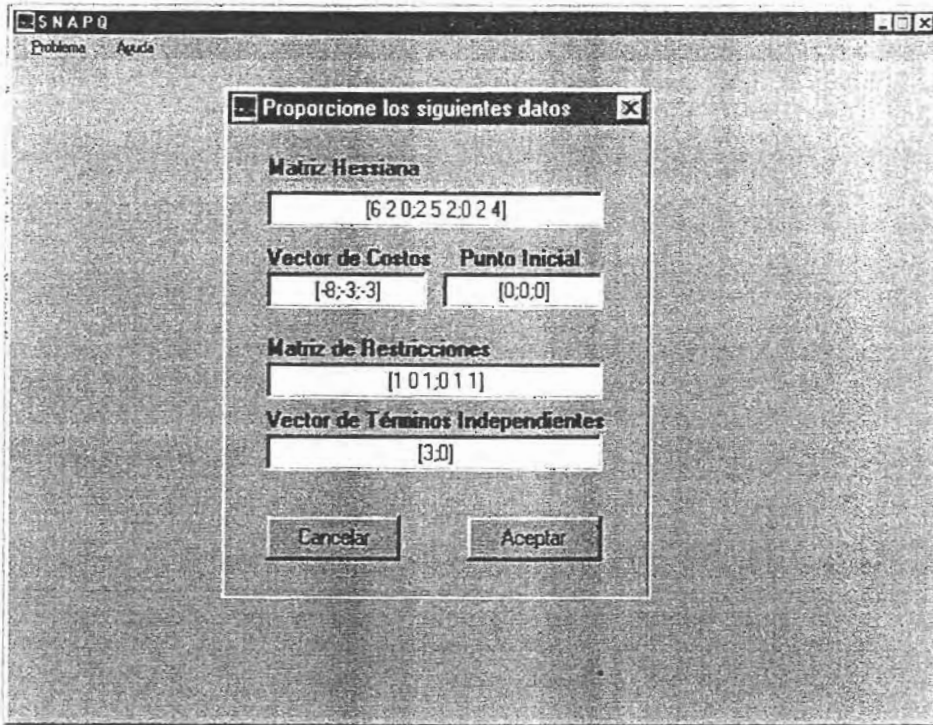 SNAPQ
Problema Ayuda
Proporcione los siguientes datos
Matriz Hessiana
[6 2 0;2 5 2;0 2 4]
Vector de Costos Punto Inicial
[-8;-3;-3] [0;0;0]
Matriz de Restricciones
[1 0 1;0 1 1]
Vector de Términos Independientes
[3;0]
Cancelar Aceptar